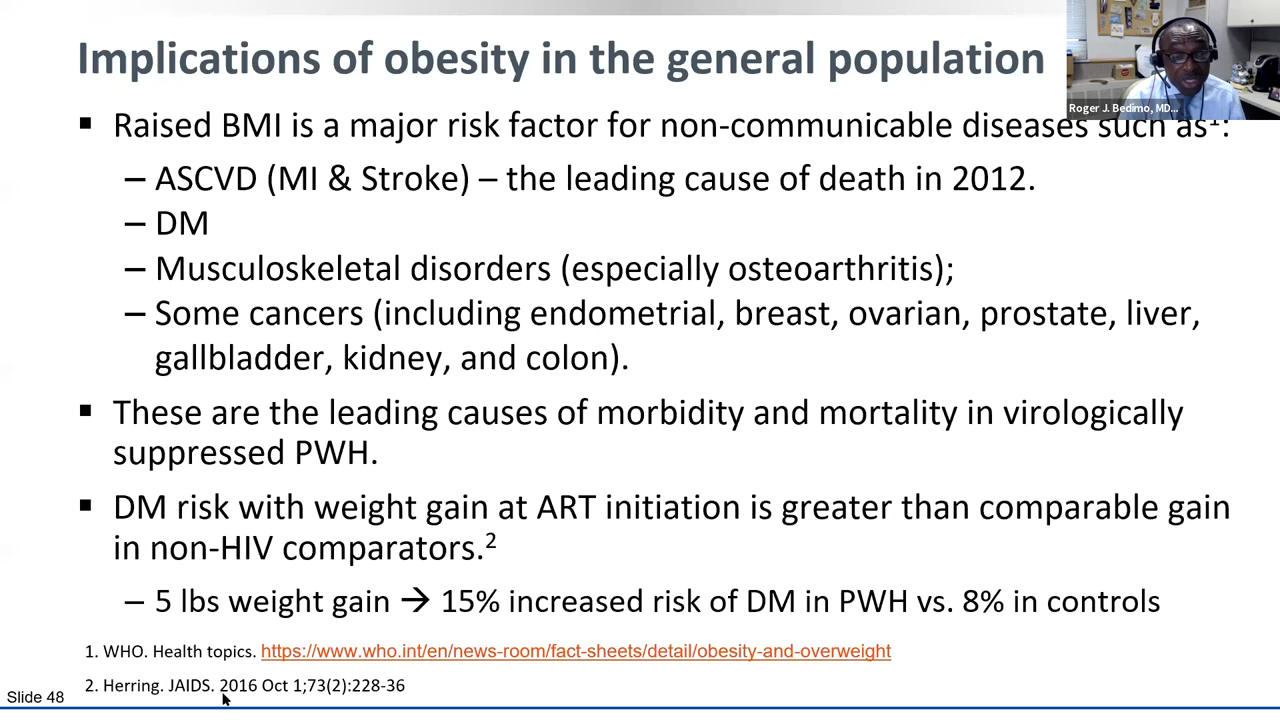 Implications of obesity in the general population
Roger J. Bedimo, MD...
▪ Raised BMI is a major risk factor for non-communicable diseases such as¹:
– ASCVD (MI & Stroke) – the leading cause of death in 2012.
– DM
– Musculoskeletal disorders (especially osteoarthritis);
– Some cancers (including endometrial, breast, ovarian, prostate, liver,
gallbladder, kidney, and colon).
▪ These are the leading causes of morbidity and mortality in virologically
suppressed PWH.
▪ DM risk with weight gain at ART initiation is greater than comparable gain
in non-HIV comparators.²
– 5 lbs weight gain → 15% increased risk of DM in PWH vs. 8% in controls
1. WHO. Health topics. https://www.who.int/en/news-room/fact-sheets/detail/obesity-and-overweight
2. Herring. JAIDS. 2016 Oct 1;73(2):228-36
Slide 48